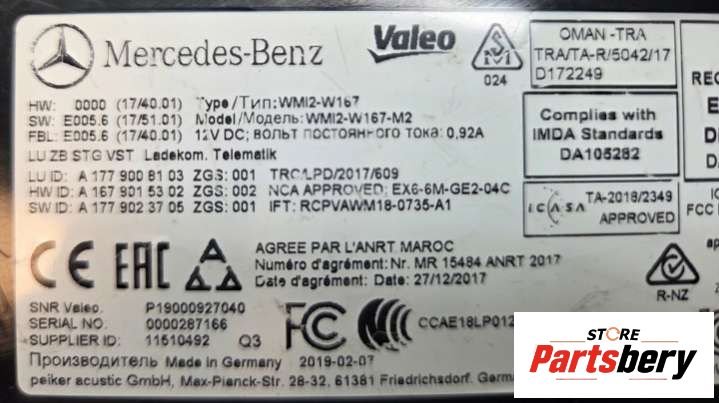 Mercedes-Benz
Valeo
024
OMAN -TRA
TRA/TA-R/5042/17
D172249
HW: 0000 (17/40.01) Type/Тип: WMI2-W167
SW: E005.6 (17/51.01) Model/Модель: WMI2-W167-M2
FBL: E005.6 (17/40.01) 12V DC; вольт постоянного тока: 0,92A
Complies with
IMDA Standards
DA105282
LU ZB STG VST Ladekom. Telematik
LU ID: A 177 900 81 03 ZGS: 001 TRC/LPD/2017/609
HW ID: A 167 901 53 02 ZGS: 002 NCA APPROVED: EX6-6M-GE2-04C
SW ID: A 177 902 37 05 ZGS: 001 IFT: RCPVAWM18-0735-A1
ICASA
TA-2018/2349
APPROVED
FCC
CE EAC
AGREE PAR L'ANRT MAROC
Numéro d'agrément: Nr. MR 15484 ANRT 2017
Date d'agrément: Date: 27/12/2017
R-NZ
SNR Valeo. P19000927040
SERIAL NO: 0000287166
SUPPLIER ID: 11510492 Q3
FC
CCAE18LP012
Производитель Made in Germany 2019-02-07
peiker acustic GmbH, Max-Planck-Str. 28-32, 61381 Friedrichsdorf.
STORE
Partsbery